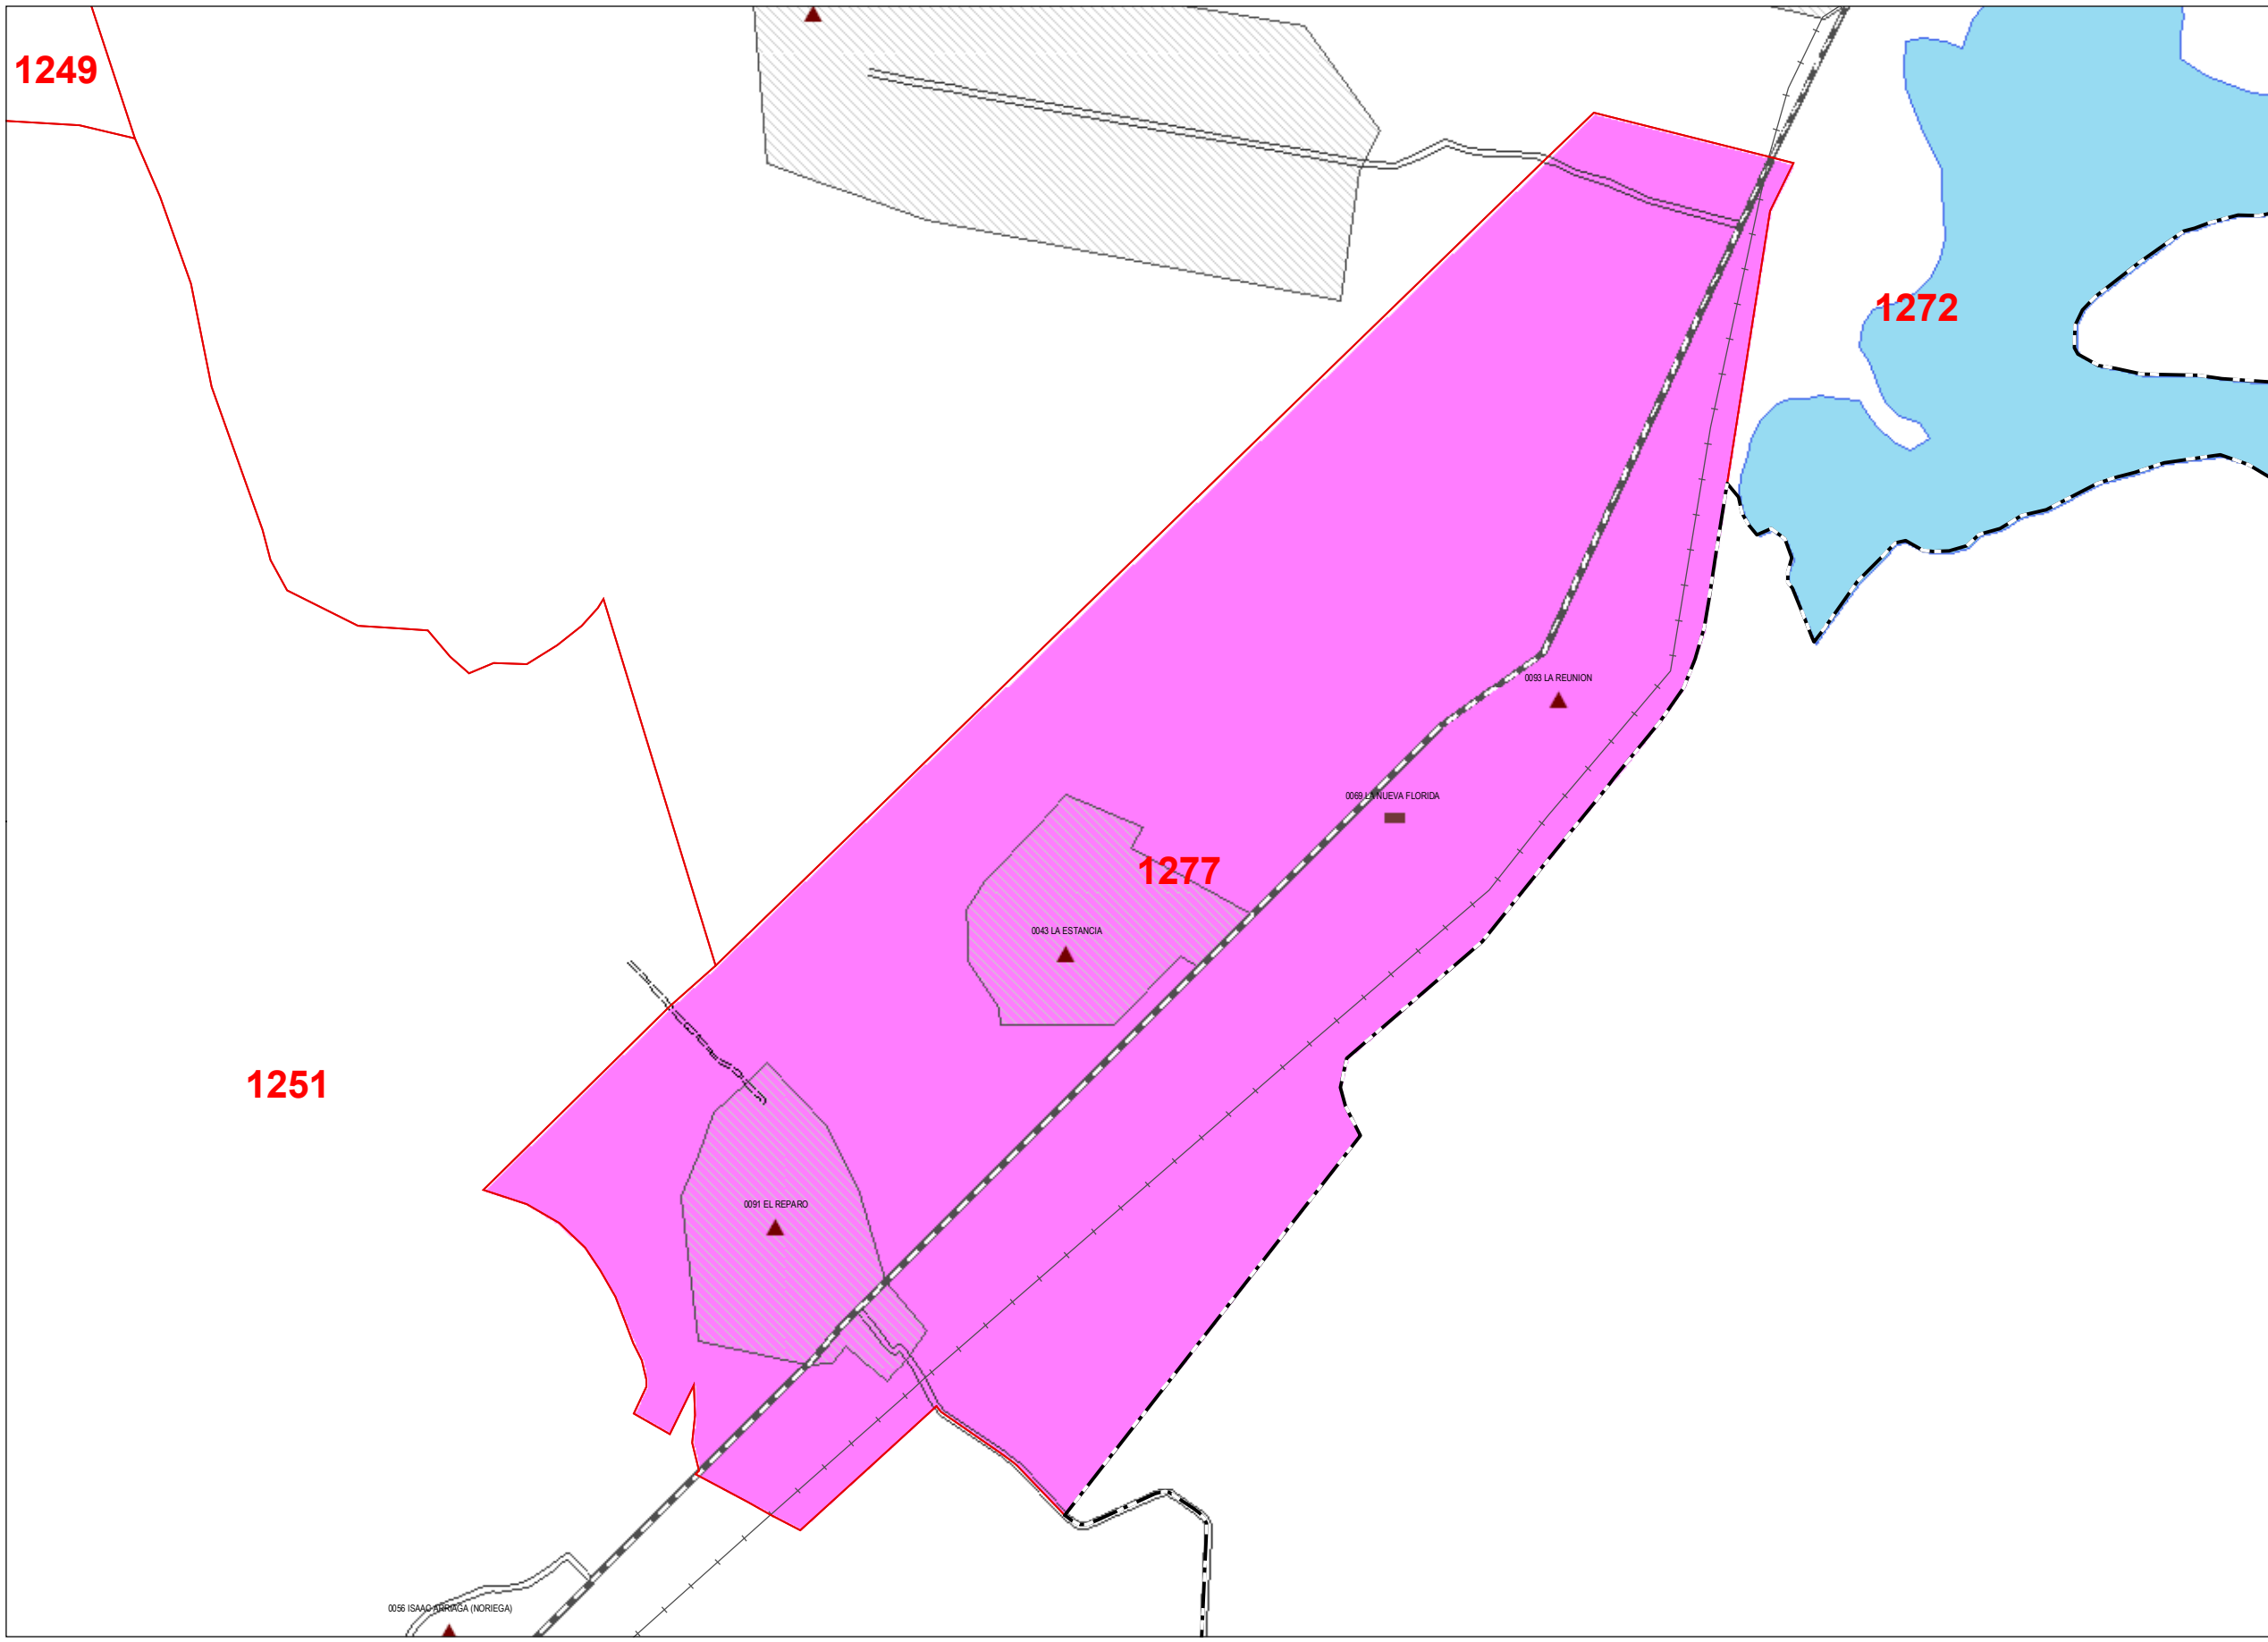 1249
1272
0093 LA REUNION
0069 LA NUEVA FLORIDA
1277
0043 LA ESTANCIA
1251
0091 EL REPARO
0056 ISAAC ARRIAGA (NORIEGA)